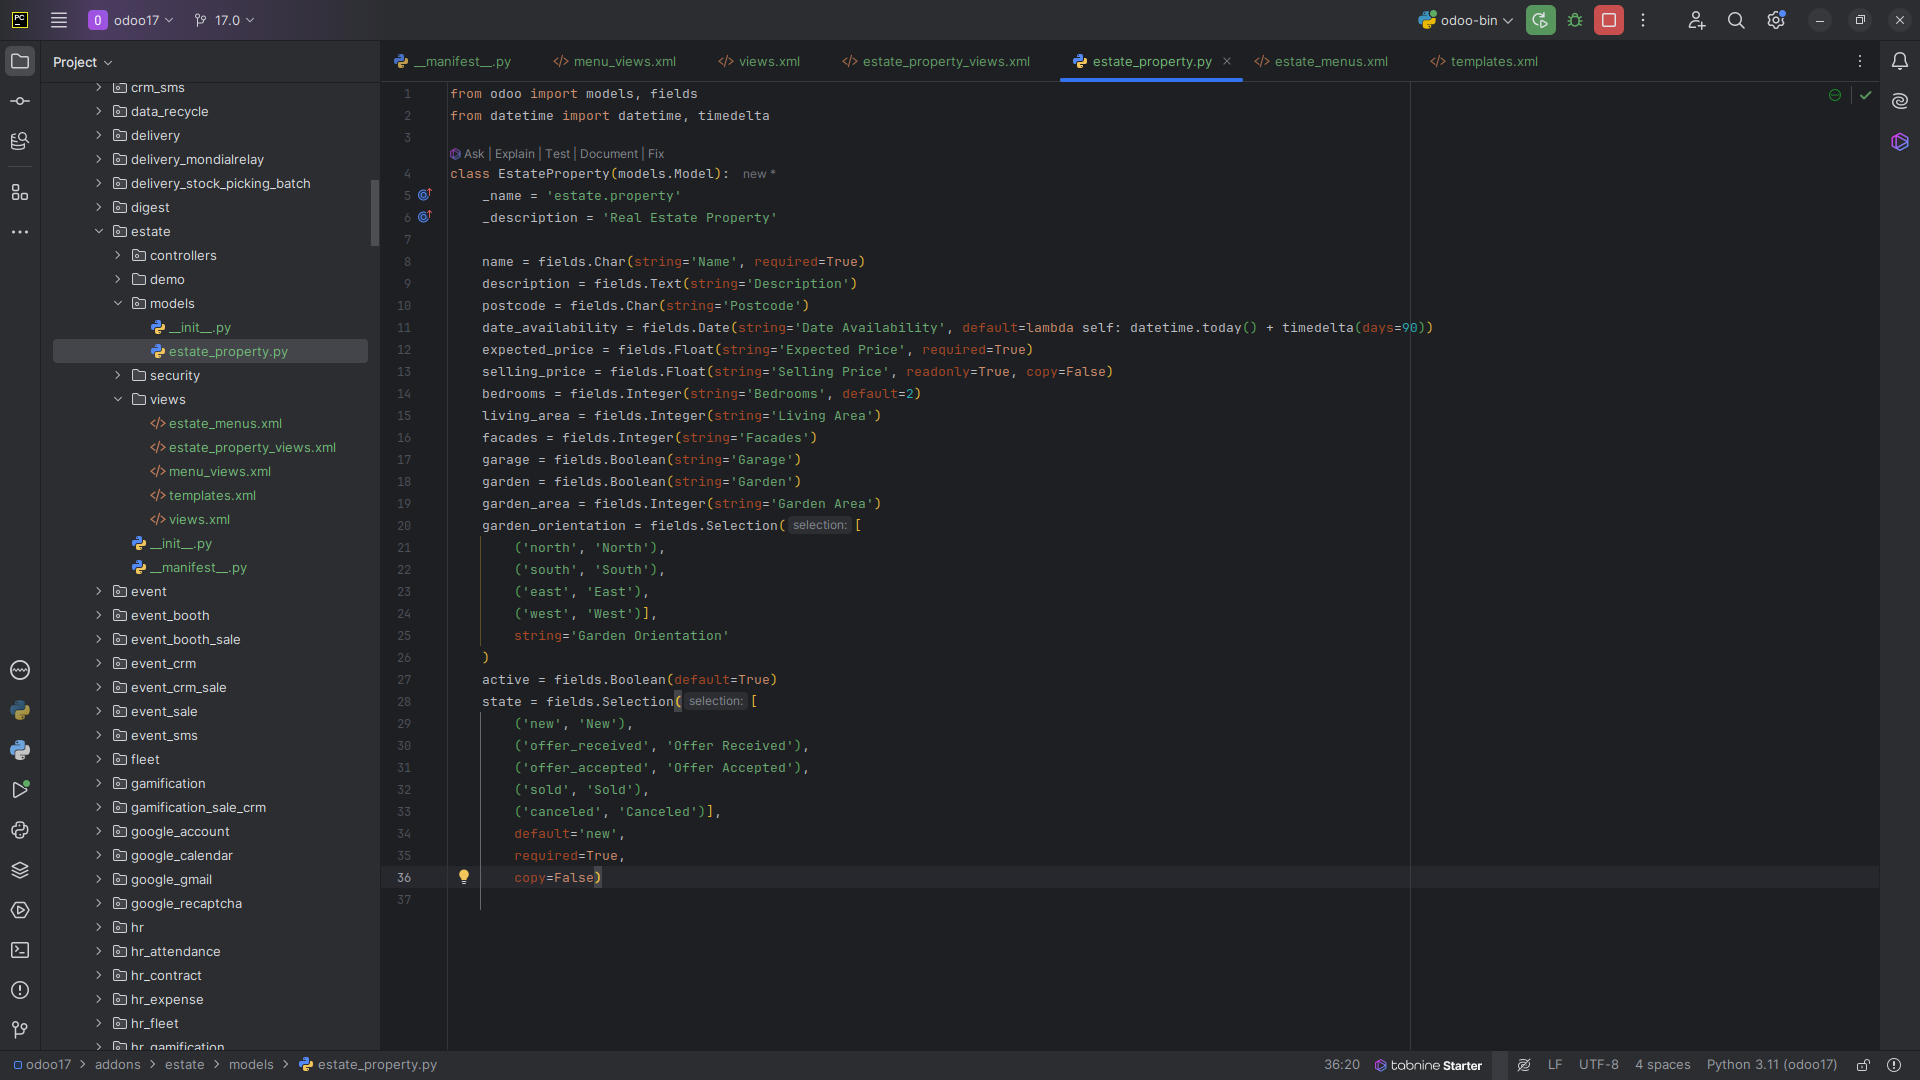 PC
O odoo17
17.0
odoo-bin
Project
__manifest__.py
menu_views.xml
views.xml
estate_property_views.xml
estate_property.py
estate_menus.xml
templates.xml
crm_sms
data_recycle
delivery
delivery_mondialrelay
delivery_stock_picking_batch
digest
estate
controllers
demo
models
__init__.py
estate_property.py
security
views
estate_menus.xml
estate_property_views.xml
menu_views.xml
templates.xml
views.xml
__init__.py
__manifest__.py
event
event_booth
event_booth_sale
event_crm
event_crm_sale
event_sale
event_sms
fleet
gamification
gamification_sale_crm
google_account
google_calendar
google_gmail
google_recaptcha
hr
hr_attendance
hr_contract
hr_expense
hr_fleet
hr_gamification
1 from odoo import models, fields
2 from datetime import datetime, timedelta
3
Ask | Explain | Test | Document | Fix
4 class EstateProperty(models.Model): new *
5 _name = 'estate.property'
6 _description = 'Real Estate Property'
7
8 name = fields.Char(string='Name', required=True)
9 description = fields.Text(string='Description')
10 postcode = fields.Char(string='Postcode')
11 date_availability = fields.Date(string='Date Availability', default=lambda self: datetime.today() + timedelta(days=90))
12 expected_price = fields.Float(string='Expected Price', required=True)
13 selling_price = fields.Float(string='Selling Price', readonly=True, copy=False)
14 bedrooms = fields.Integer(string='Bedrooms', default=2)
15 living_area = fields.Integer(string='Living Area')
16 facades = fields.Integer(string='Facades')
17 garage = fields.Boolean(string='Garage')
18 garden = fields.Boolean(string='Garden')
19 garden_area = fields.Integer(string='Garden Area')
20 garden_orientation = fields.Selection( selection: [
21 ('north', 'North'),
22 ('south', 'South'),
23 ('east', 'East'),
24 ('west', 'West')],
25 string='Garden Orientation'
26 )
27 active = fields.Boolean(default=True)
28 state = fields.Selection( selection: [
29 ('new', 'New'),
30 ('offer_received', 'Offer Received'),
31 ('offer_accepted', 'Offer Accepted'),
32 ('sold', 'Sold'),
33 ('canceled', 'Canceled')],
34 default='new',
35 required=True,
36 copy=False)
37
odoo17 > addons > estate > models > estate_property.py
36:20 tabnine Starter LF UTF-8 4 spaces Python 3.11 (odoo17)